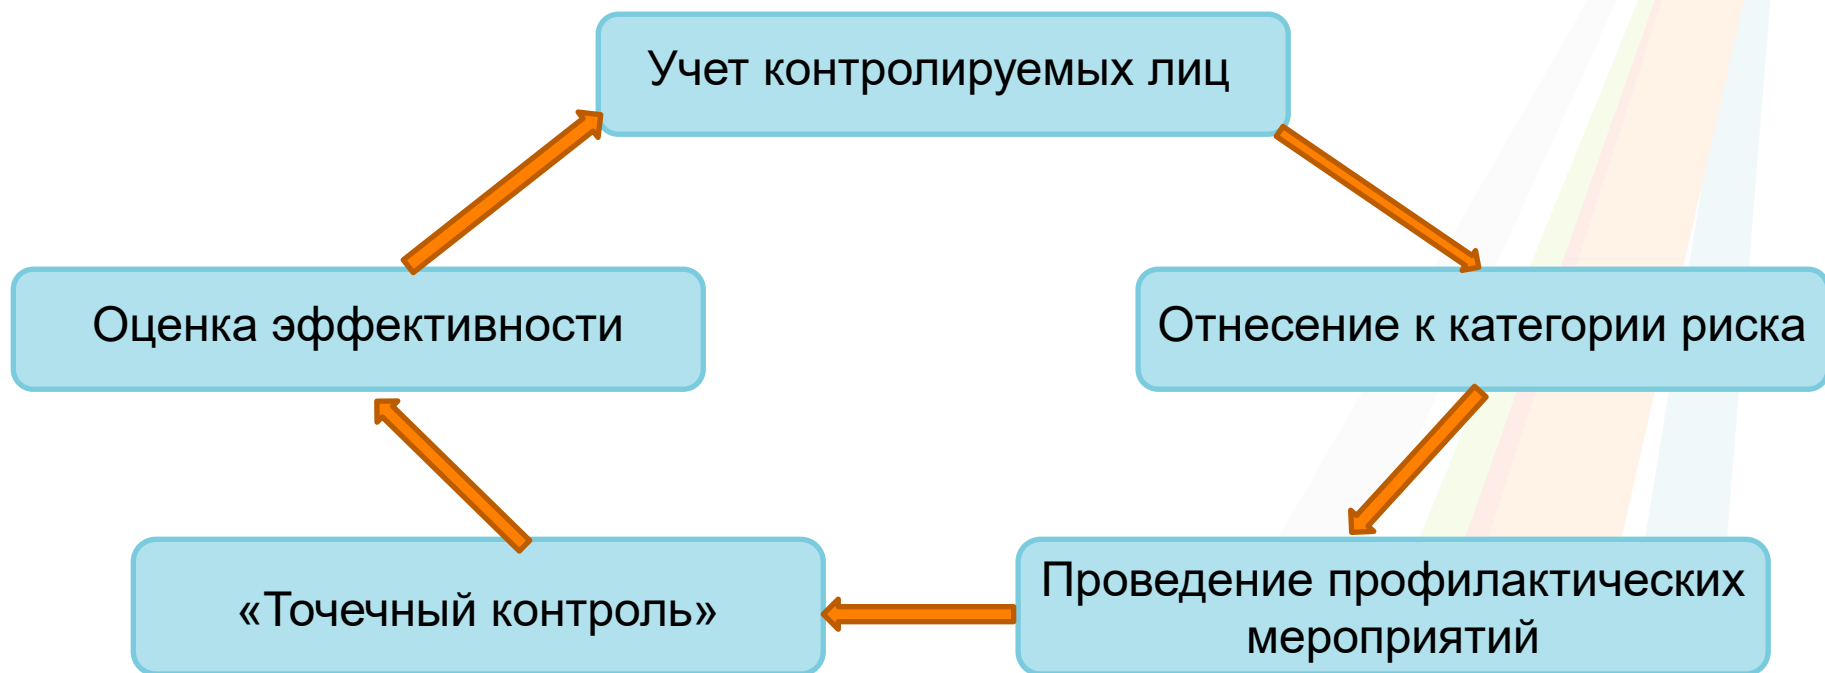 Учет контролируемых лиц
Оценка эффективности
Отнесение к категории риска
«Точечный контроль»
Проведение профилактических
мероприятий